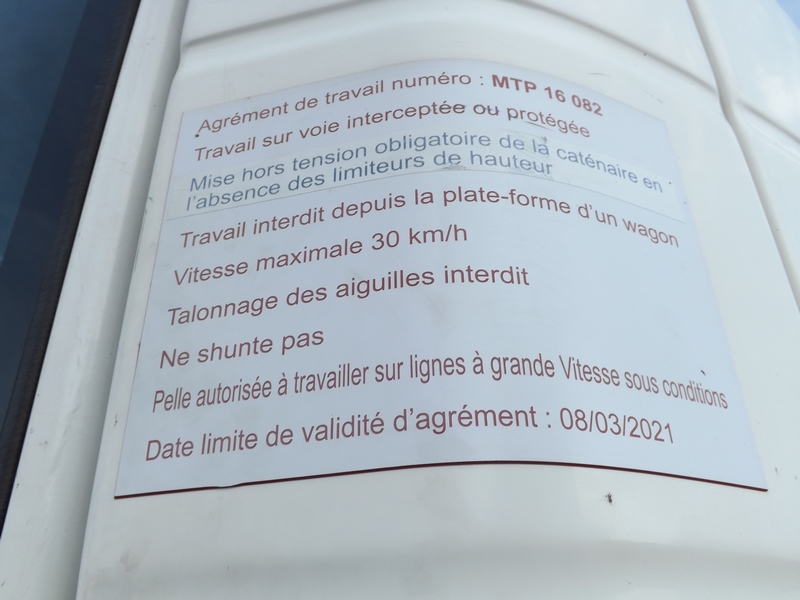 Agrément de travail numéro : MTP 16 082
Travail sur voie interceptée ou protégée
Mise hors tension obligatoire de la caténaire en
l'absence des limiteurs de hauteur
Travail interdit depuis la plate-forme d'un wagon
Vitesse maximale 30 km/h
Talonnage des aiguilles interdit
Ne shunte pas
Pelle autorisée à travailler sur lignes à grande Vitesse sous conditions
Date limite de validité d'agrément : 08/03/2021